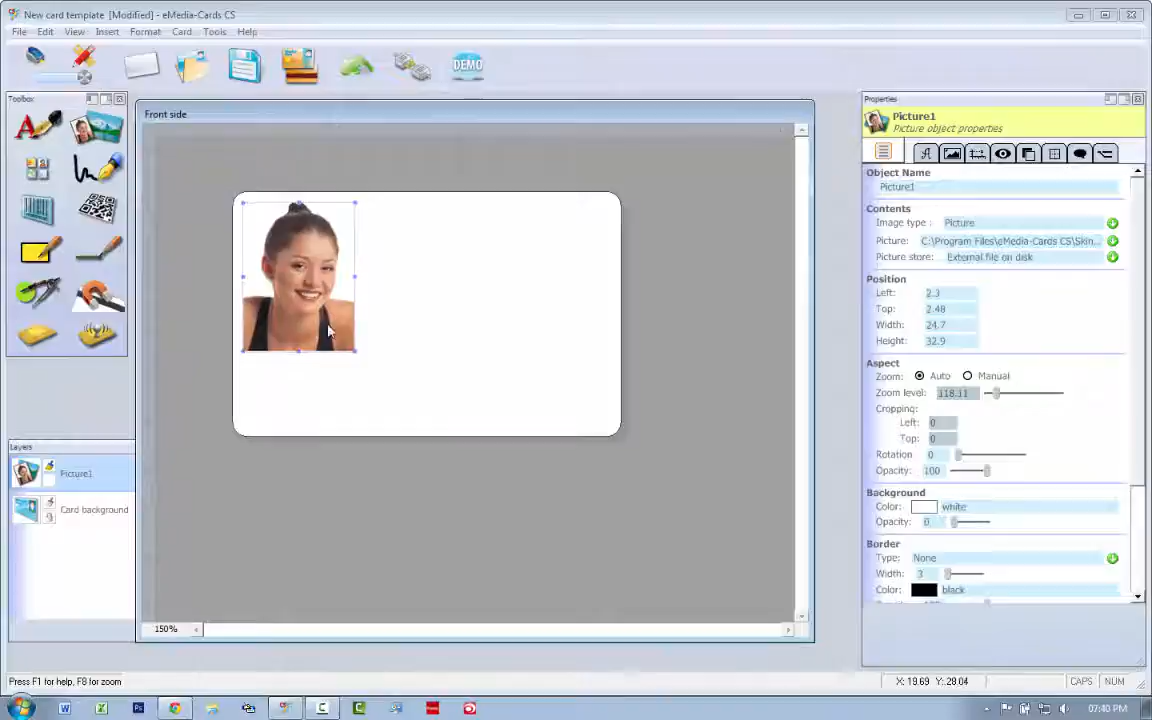 New card template [Modified] - eMedia-Cards CS
File Edit View Insert Format Card Tools Help
DEMO
Toolbox
Front side
Properties
Picture1
Picture object properties
Object Name
Picture1
Contents
Image type : Picture
Picture: C:\Program Files\eMedia-Cards CS\Skin...
Picture store: External file on disk
Position
Left: 2.3
Top: 2.48
Width: 24.7
Height: 32.9
Aspect
Zoom: Auto Manual
Zoom level: 118.11
Cropping:
Left: 0
Top: 0
Rotation 0
Opacity: 100
Background
Color: white
Opacity: 0
Border
Type: None
Width: 3
Color: black
Layers
Picture1
Card background
150%
Press F1 for help, F8 for zoom
X: 19.69 Y: 28.04
CAPS NUM
07:40 PM